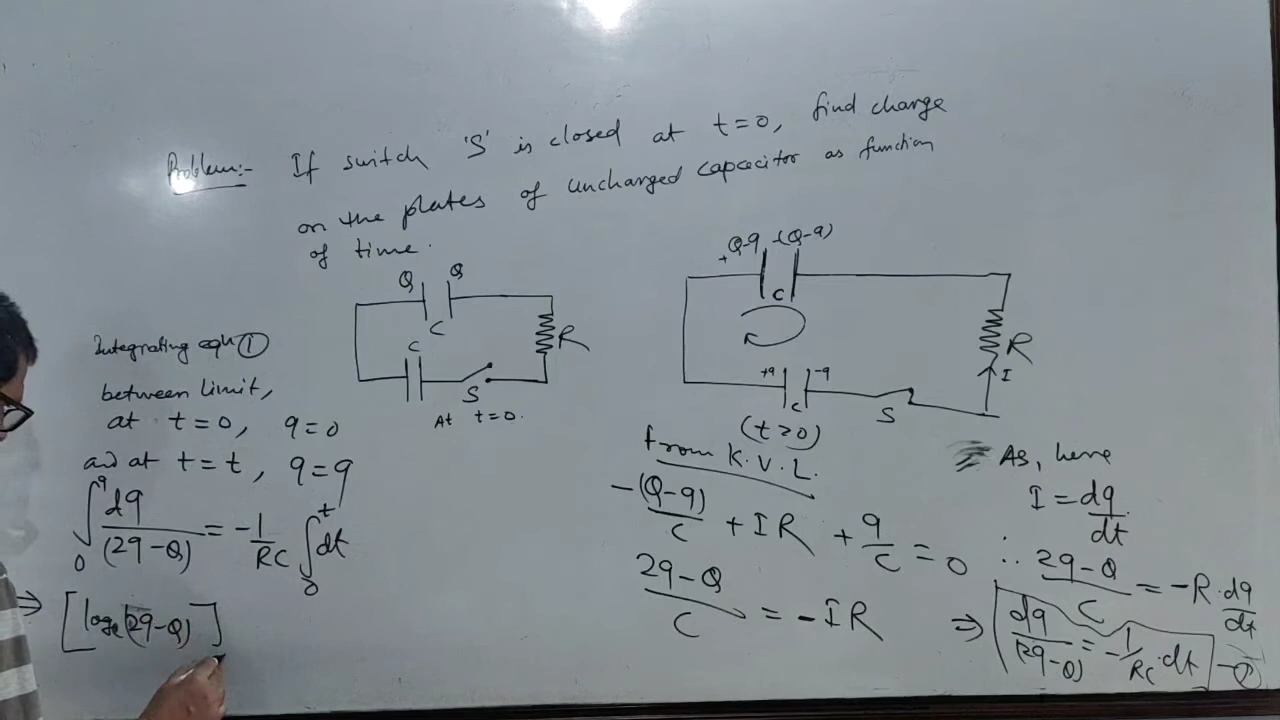 Problem:- If switch 'S' is closed at t=0, find charge
on the plates of uncharged capacitor as function
of time.
Q Q
C
C
R
S
At t=0.
+Q-q -(Q-q)
C
R
I
+q -q
C
S
(t>0)
Integrating eqn ①
between limit,
at t=0, q=0
and at t=t, q=q
∫₀^q dq/(2q-Q) = -1/RC ∫₀^t dt
⇒ [logₑ(2q-Q)]
from K.V.L.
-(Q-q)/C + IR + q/C = 0
2q-Q/C = -IR
As, here
I = dq/dt
∴ 2q-Q/C = -R.dq/dt
⇒ dq/(2q-Q) = -1/RC.dt -①